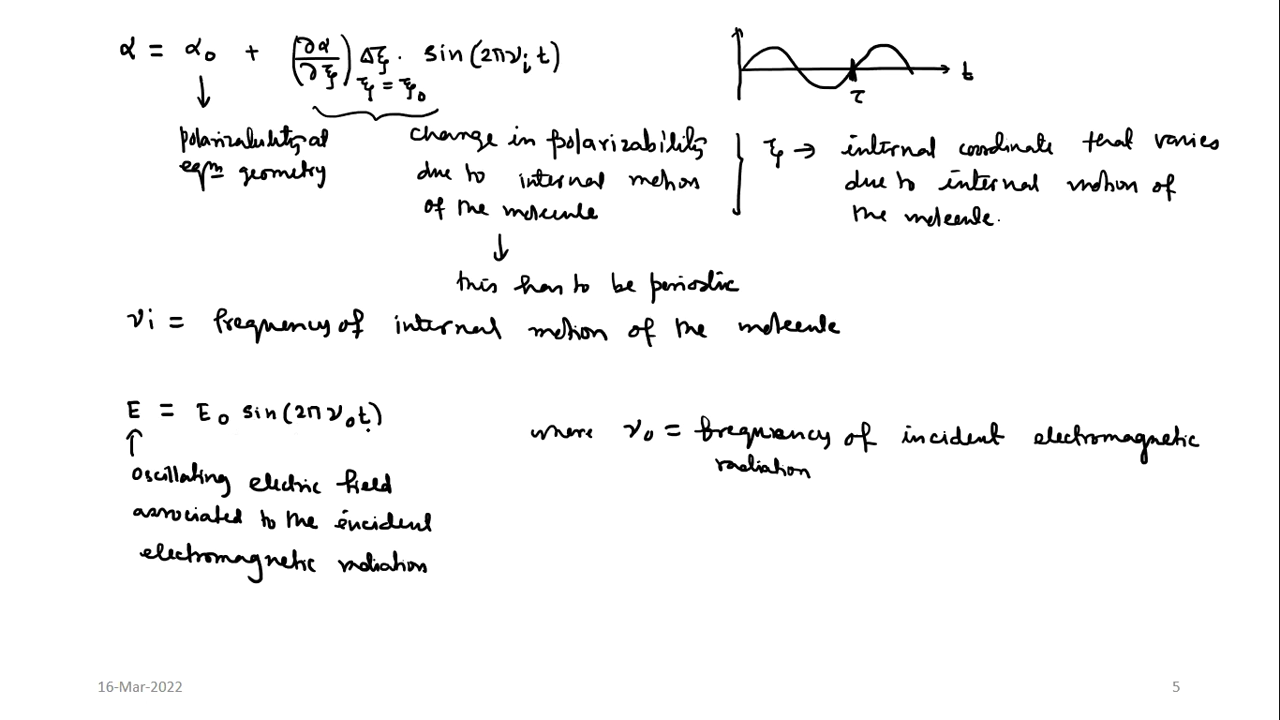 α = α₀ + (∂α/∂ξ)ξ=ξ₀ Δξ. sin(2πνᵢt)
t
τ
polarizability at
eqm geometry
change in polarizability
due to internal motion
of the molecule
ξ → internal coordinate that varies
due to internal motion of
the molecule.
this has to be periodic
νi = frequency of internal motion of the molecule
E = E₀ sin(2πν₀t)
where ν₀ = frequency of incident electromagnetic
radiation
oscillating electric field
associated to the incident
electromagnetic radiation
16-Mar-2022
5